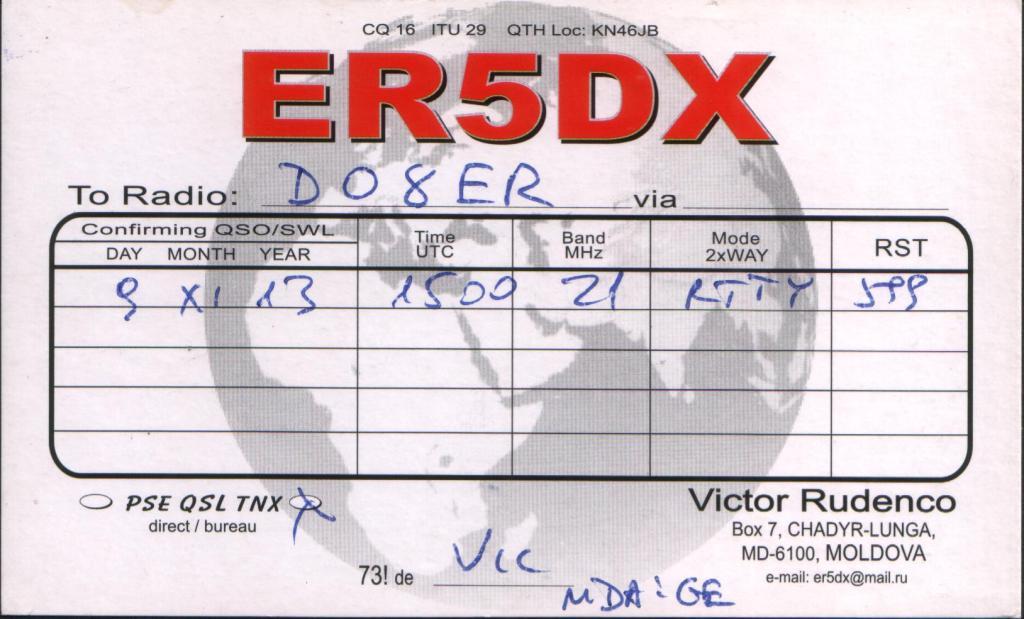 CQ 16 ITU 29 QTH Loc: KN46JB
ER5DX
To Radio: DO8ER via
Confirming QSO/SWL
DAY MONTH YEAR Time UTC Band MHz Mode 2xWAY RST
9 XI 13 1500 21 RTTY 599
PSE QSL TNX
direct / bureau
Victor Rudenco
Box 7, CHADYR-LUNGA,
MD-6100, MOLDOVA
e-mail: er5dx@mail.ru
73! de Vic